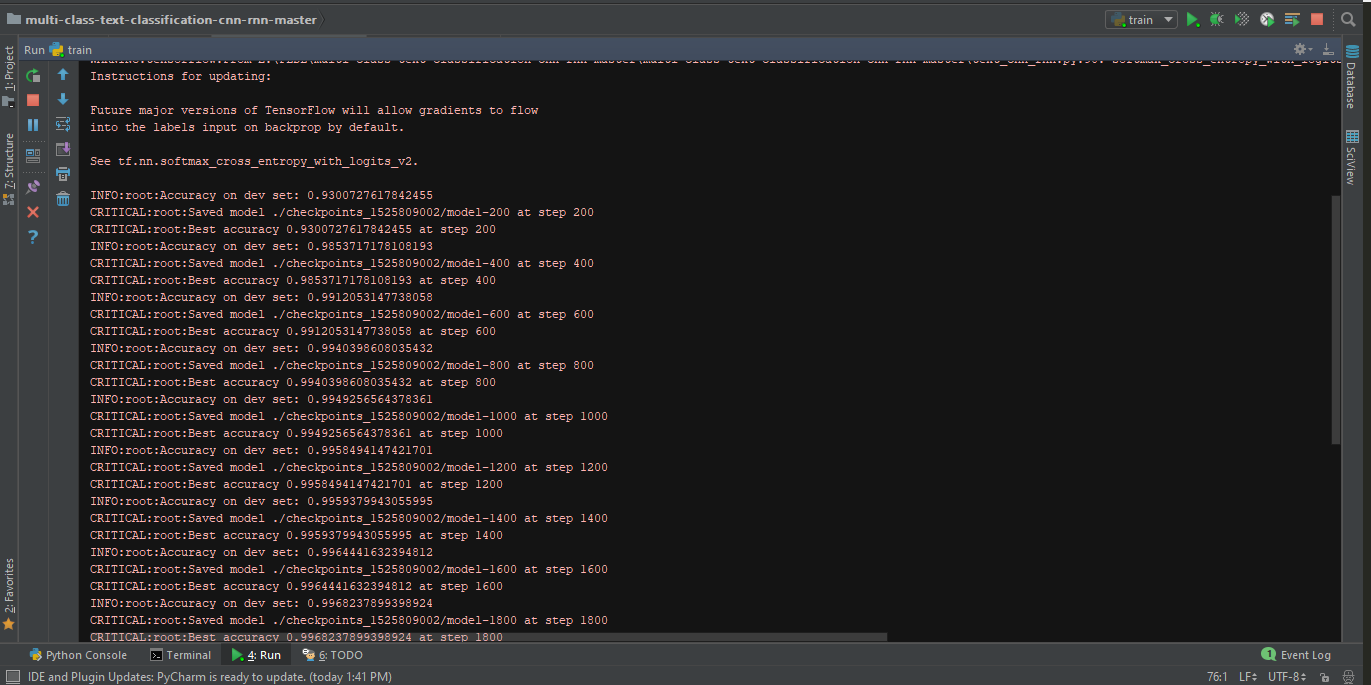 multi-class-text-classification-cnn-rnn-master
train
Run train
1: Project
7: Structure
2: Favorites
Database
SciView
Instructions for updating:
Future major versions of TensorFlow will allow gradients to flow
into the labels input on backprop by default.
See tf.nn.softmax_cross_entropy_with_logits_v2.
INFO:root:Accuracy on dev set: 0.9300727617842455
CRITICAL:root:Saved model ./checkpoints_1525809002/model-200 at step 200
CRITICAL:root:Best accuracy 0.9300727617842455 at step 200
INFO:root:Accuracy on dev set: 0.9853717178108193
CRITICAL:root:Saved model ./checkpoints_1525809002/model-400 at step 400
CRITICAL:root:Best accuracy 0.9853717178108193 at step 400
INFO:root:Accuracy on dev set: 0.9912053147738058
CRITICAL:root:Saved model ./checkpoints_1525809002/model-600 at step 600
CRITICAL:root:Best accuracy 0.9912053147738058 at step 600
INFO:root:Accuracy on dev set: 0.9940398608035432
CRITICAL:root:Saved model ./checkpoints_1525809002/model-800 at step 800
CRITICAL:root:Best accuracy 0.9940398608035432 at step 800
INFO:root:Accuracy on dev set: 0.9949256564378361
CRITICAL:root:Saved model ./checkpoints_1525809002/model-1000 at step 1000
CRITICAL:root:Best accuracy 0.9949256564378361 at step 1000
INFO:root:Accuracy on dev set: 0.9958494147421701
CRITICAL:root:Saved model ./checkpoints_1525809002/model-1200 at step 1200
CRITICAL:root:Best accuracy 0.9958494147421701 at step 1200
INFO:root:Accuracy on dev set: 0.9959379943055995
CRITICAL:root:Saved model ./checkpoints_1525809002/model-1400 at step 1400
CRITICAL:root:Best accuracy 0.9959379943055995 at step 1400
INFO:root:Accuracy on dev set: 0.9964441632394812
CRITICAL:root:Saved model ./checkpoints_1525809002/model-1600 at step 1600
CRITICAL:root:Best accuracy 0.9964441632394812 at step 1600
INFO:root:Accuracy on dev set: 0.9968237899398924
CRITICAL:root:Saved model ./checkpoints_1525809002/model-1800 at step 1800
CRITICAL:root:Best accuracy 0.9968237899398924 at step 1800
Python Console Terminal 4: Run 6: TODO 1 Event Log
IDE and Plugin Updates: PyCharm is ready to update. (today 1:41 PM) 76:1 LF UTF-8